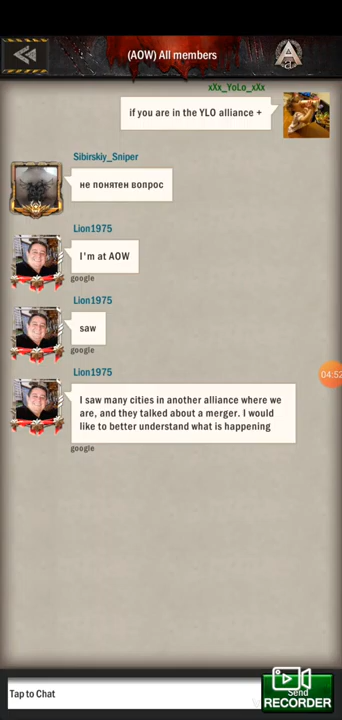 (AOW) All members
xXx_YoLo_xXx
if you are in the YLO alliance +
Sibirskiy_Sniper
не понятен вопрос
Lion1975
I'm at AOW
google
Lion1975
saw
google
04:52
Lion1975
I saw many cities in another alliance where we
are, and they talked about a merger. I would
like to better understand what is happening
google
Tap to Chat
Send
RECORDER